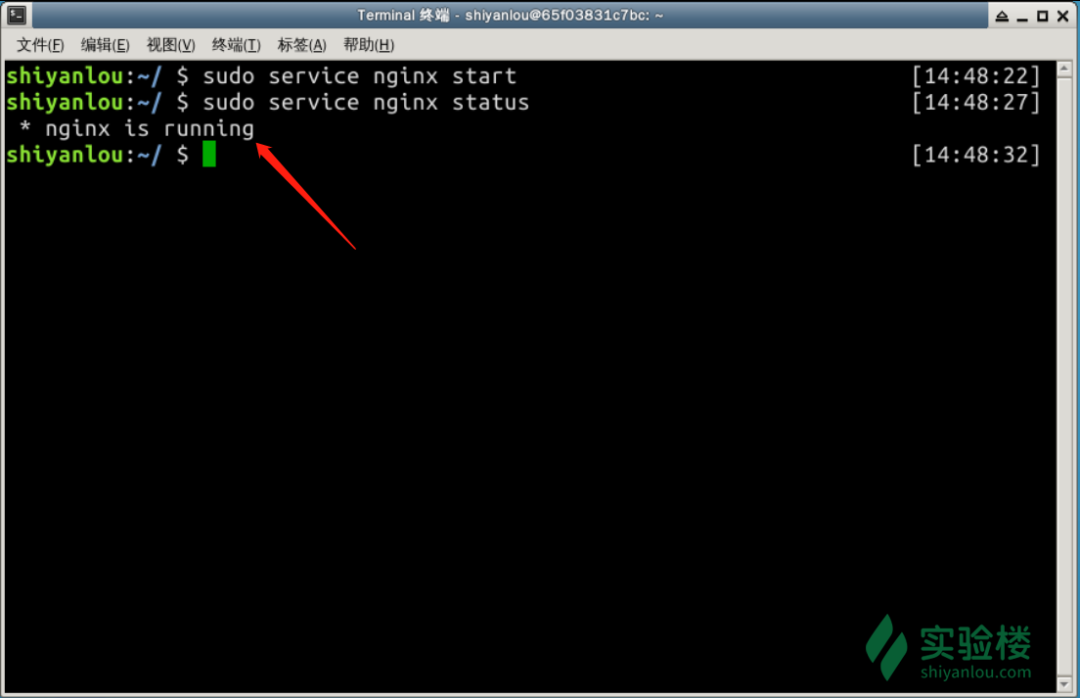 Terminal 终端 - shiyanlou@65f03831c7bc: ~
文件(F) 编辑(E) 视图(V) 终端(T) 标签(A) 帮助(H)
shiyanlou:~/ $ sudo service nginx start [14:48:22]
shiyanlou:~/ $ sudo service nginx status [14:48:27]
* nginx is running
shiyanlou:~/ $ [14:48:32]
实验楼
shiyanlou.com